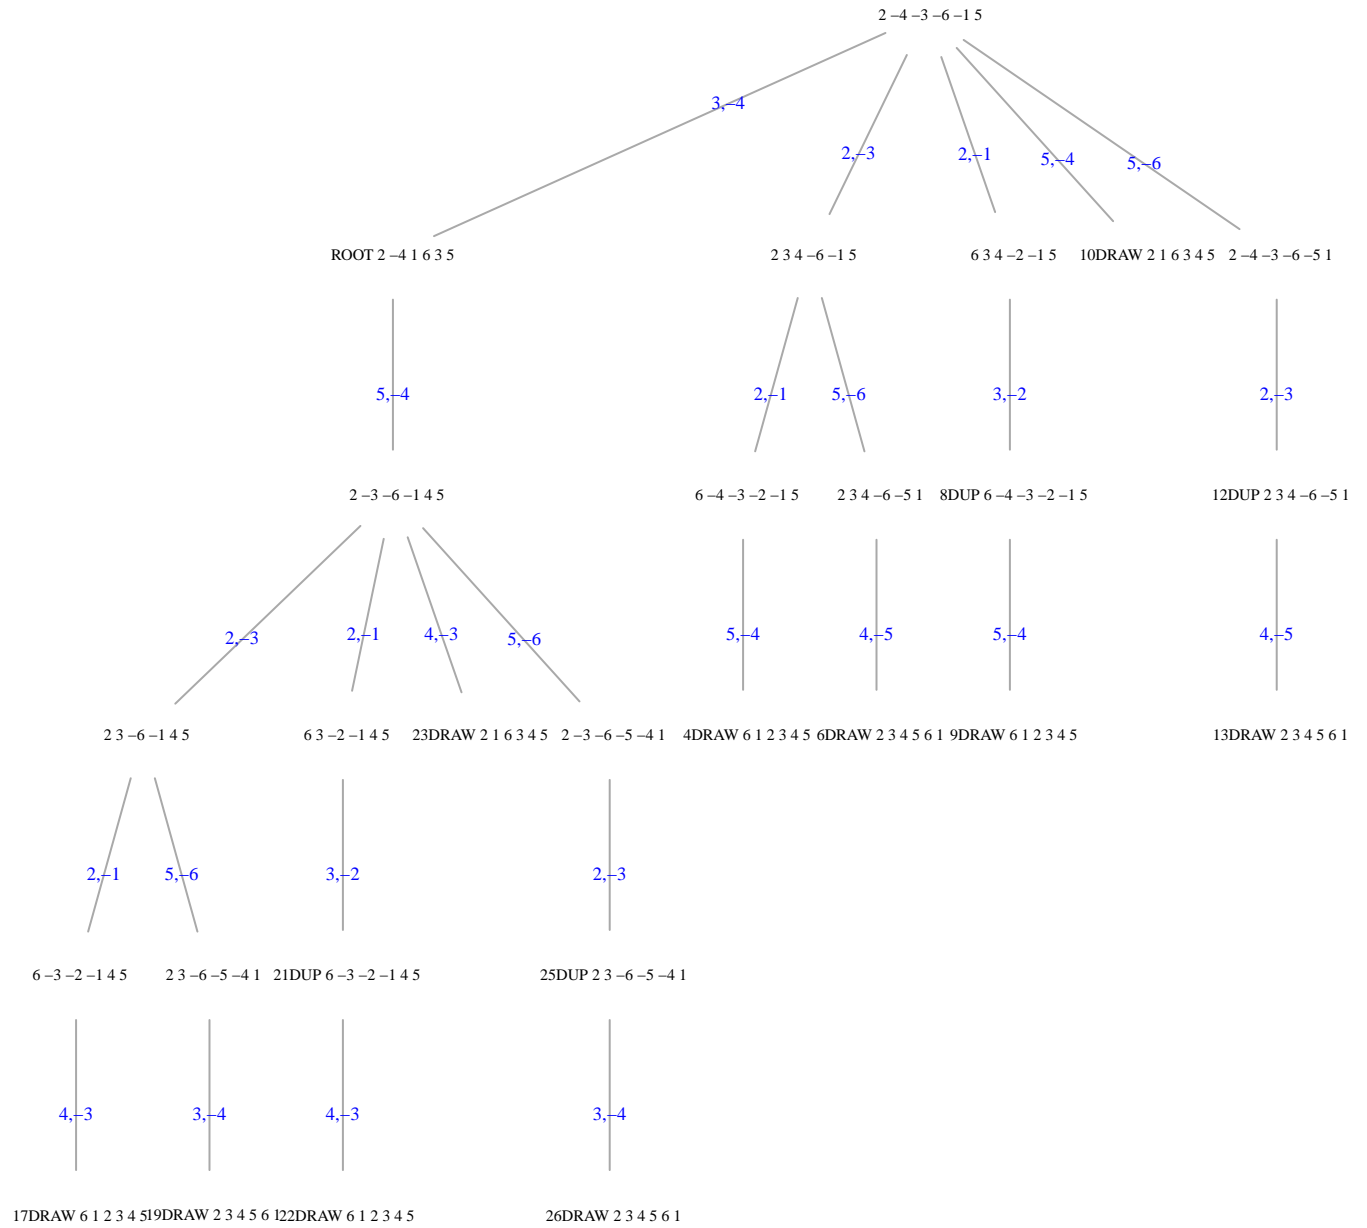 2 –4 –3 –6 –1 5
3,–4
2,–3
2,–1
5,–4
5,–6
ROOT 2 –4 1 6 3 5
2 3 4 –6 –1 5
6 3 4 –2 –1 5
10DRAW 2 1 6 3 4 5
2 –4 –3 –6 –5 1
5,–4
2,–1
5,–6
3,–2
2,–3
2 –3 –6 –1 4 5
6 –4 –3 –2 –1 5
2 3 4 –6 –5 1
8DUP 6 –4 –3 –2 –1 5
12DUP 2 3 4 –6 –5 1
2,–3
2,–1
4,–3
5,–6
5,–4
4,–5
5,–4
4,–5
2 3 –6 –1 4 5
6 3 –2 –1 4 5
23DRAW 2 1 6 3 4 5
2 –3 –6 –5 –4 1
4DRAW 6 1 2 3 4 5
6DRAW 2 3 4 5 6 1
9DRAW 6 1 2 3 4 5
13DRAW 2 3 4 5 6 1
2,–1
5,–6
3,–2
2,–3
6 –3 –2 –1 4 5
2 3 –6 –5 –4 1
21DUP 6 –3 –2 –1 4 5
25DUP 2 3 –6 –5 –4 1
4,–3
3,–4
4,–3
3,–4
17DRAW 6 1 2 3 4 5
19DRAW 2 3 4 5 6 1
22DRAW 6 1 2 3 4 5
26DRAW 2 3 4 5 6 1